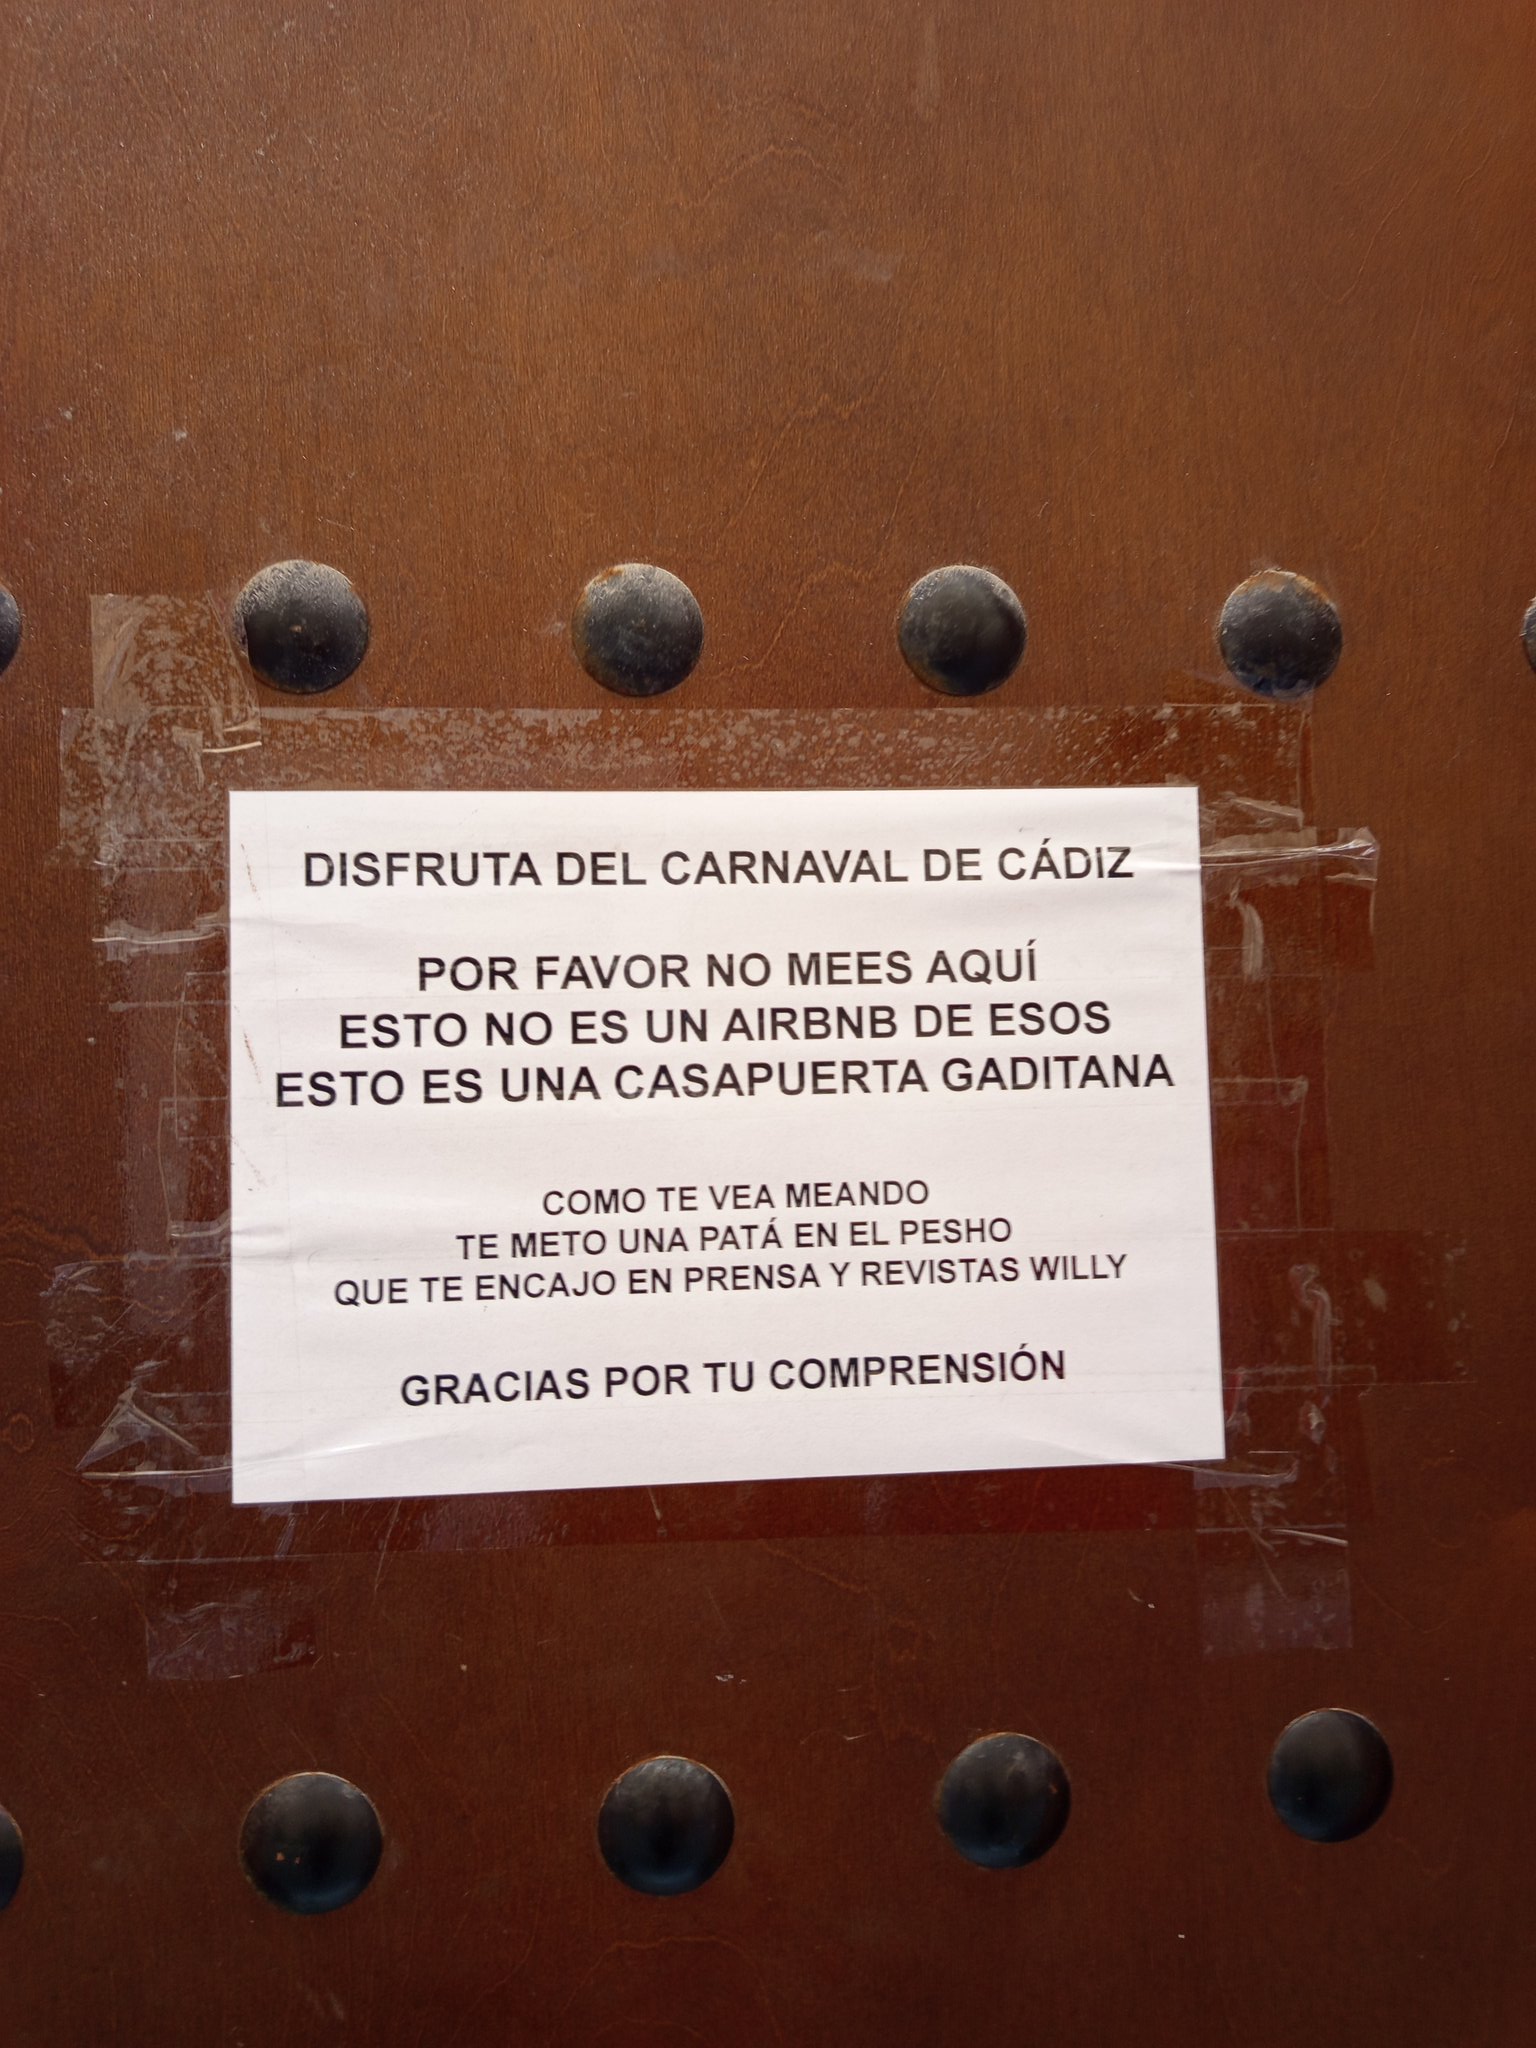 DISFRUTA DEL CARNAVAL DE CÁDIZ
POR FAVOR NO MEES AQUÍ
ESTO NO ES UN AIRBNB DE ESOS
ESTO ES UNA CASAPUERTA GADITANA
COMO TE VEA MEANDO
TE METO UNA PATÁ EN EL PESHO
QUE TE ENCAJO EN PRENSA Y REVISTAS WILLY
GRACIAS POR TU COMPRENSIÓN